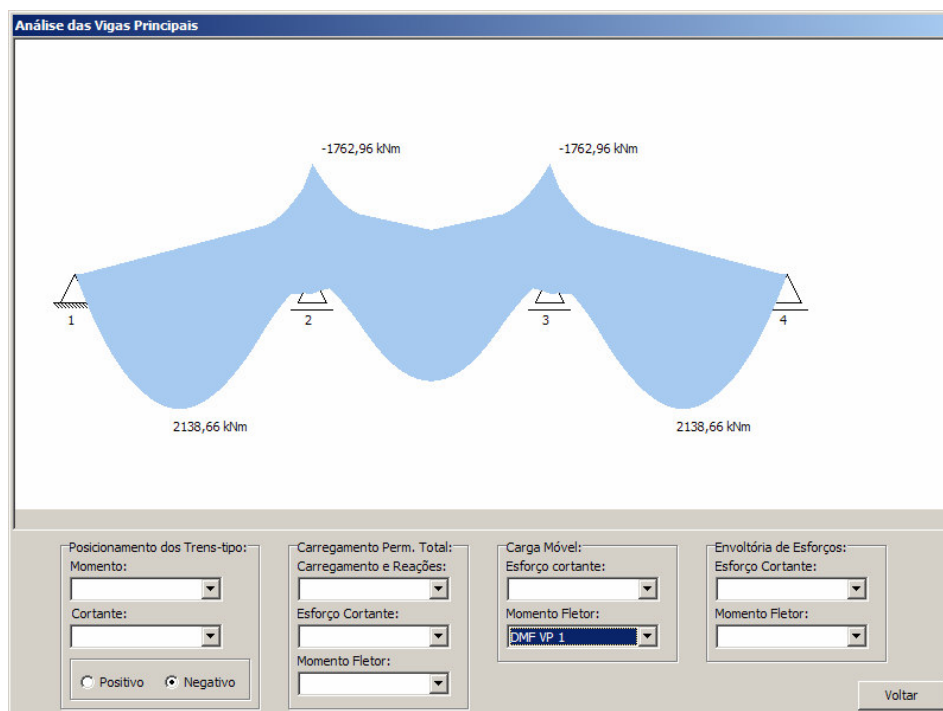 Análise das Vigas Principais
-1762,96 kNm
-1762,96 kNm
1
2
3
4
2138,66 kNm
2138,66 kNm
Posicionamento dos Trens-tipo:
Momento:
Cortante:
Positivo
Negativo
Carregamento Perm. Total:
Carregamento e Reações:
Esforço Cortante:
Momento Fletor:
Carga Móvel:
Esforço cortante:
Momento Fletor:
DMF VP 1
Envoltória de Esforços:
Esforço Cortante:
Momento Fletor:
Voltar